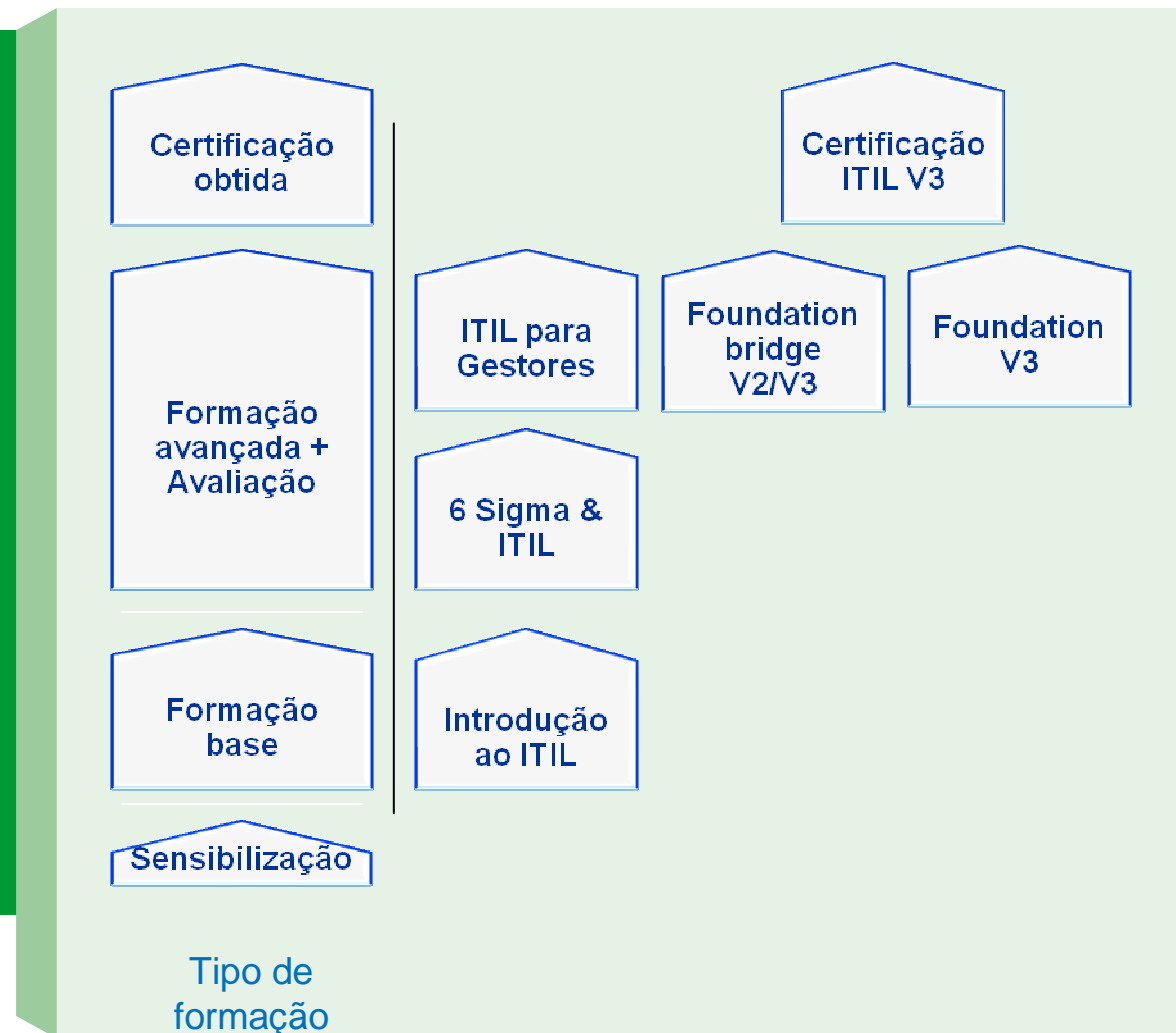 Certificação
obtida
Certificação
ITIL V3
Formação
avançada +
Avaliação
ITIL para
Gestores
Foundation
bridge
V2/V3
Foundation
V3
6 Sigma &
ITIL
Formação
base
Introdução
ao ITIL
Sensibilização
Tipo de
formação